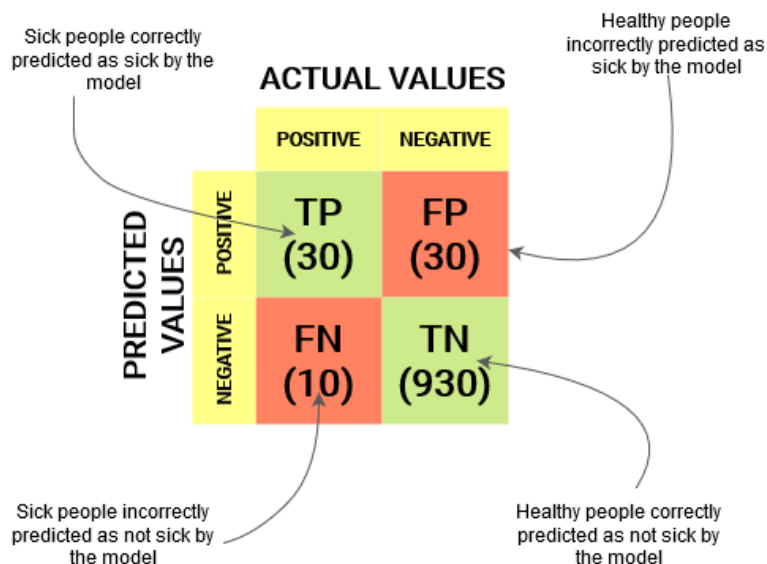 Sick people correctly
predicted as sick by the
model
Healthy people
incorrectly predicted as
sick by the model
ACTUAL VALUES
POSITIVE
NEGATIVE
PREDICTED
VALUES
POSITIVE
TP
(30)
FP
(30)
NEGATIVE
FN
(10)
TN
(930)
Sick people incorrectly
predicted as not sick by
the model
Healthy people correctly
predicted as not sick by
the model